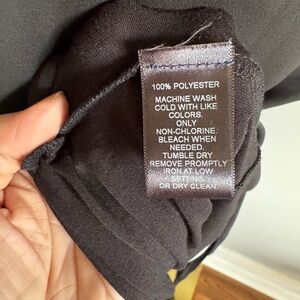 100% POLYESTER
MACHINE WASH
COLD WITH LIKE
COLORS.
ONLY
NON-CHLORINE
BLEACH WHEN
NEEDED.
TUMBLE DRY
REMOVE PROMPTLY
IRON AT LOW
SETTING.
OR DRY CLEAN.